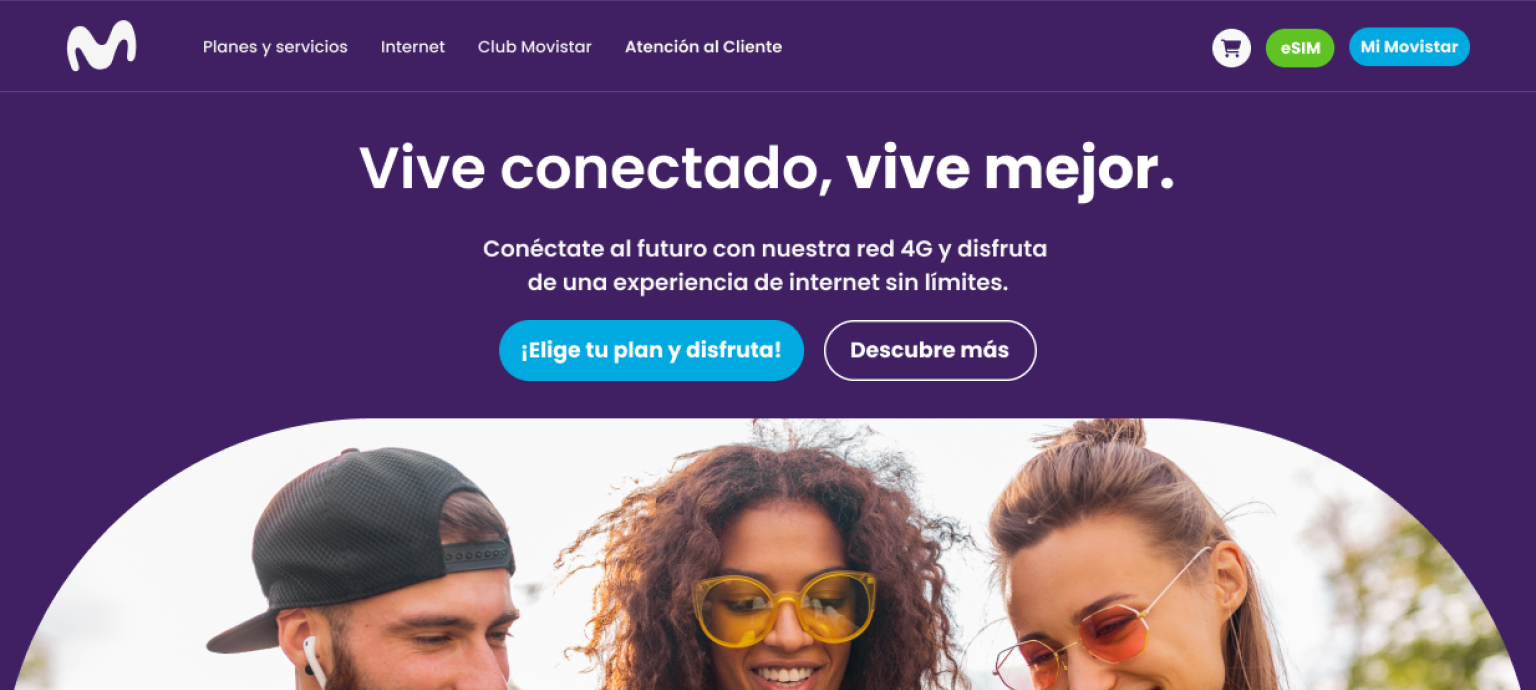 Planes y servicios
Internet
Club Movistar
Atención al Cliente
eSIM
Mi Movistar
Vive conectado, vive mejor.
Conéctate al futuro con nuestra red 4G y disfruta
de una experiencia de internet sin límites.
¡Elige tu plan y disfruta!
Descubre más